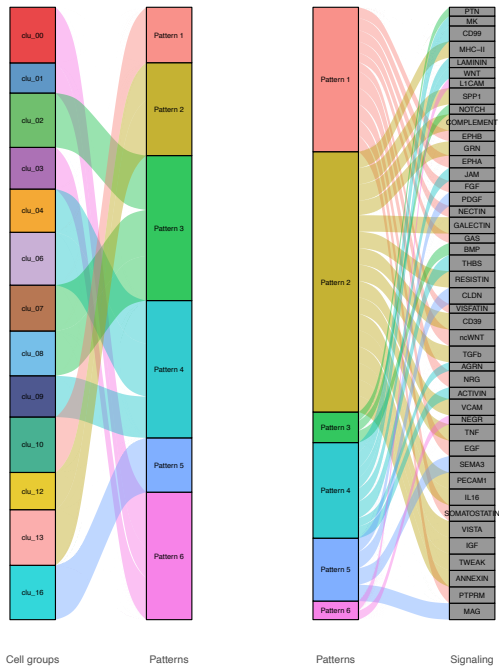 clu_00
clu_01
clu_02
clu_03
clu_04
clu_06
clu_07
clu_08
clu_09
clu_10
clu_12
clu_13
clu_16
Cell groups
Pattern 1
Pattern 2
Pattern 3
Pattern 4
Pattern 5
Pattern 6
Patterns
Pattern 1
Pattern 2
Pattern 3
Pattern 4
Pattern 5
Pattern 6
Patterns
PTN
MK
CD99
MHC−II
LAMININ
WNT
L1CAM
SPP1
NOTCH
COMPLEMENT
EPHB
GRN
EPHA
JAM
FGF
PDGF
NECTIN
GALECTIN
GAS
BMP
THBS
RESISTIN
CLDN
VISFATIN
CD39
ncWNT
TGFb
AGRN
NRG
ACTIVIN
VCAM
NEGR
TNF
EGF
SEMA3
PECAM1
IL16
SOMATOSTATIN
VISTA
IGF
TWEAK
ANNEXIN
PTPRM
MAG
Signaling